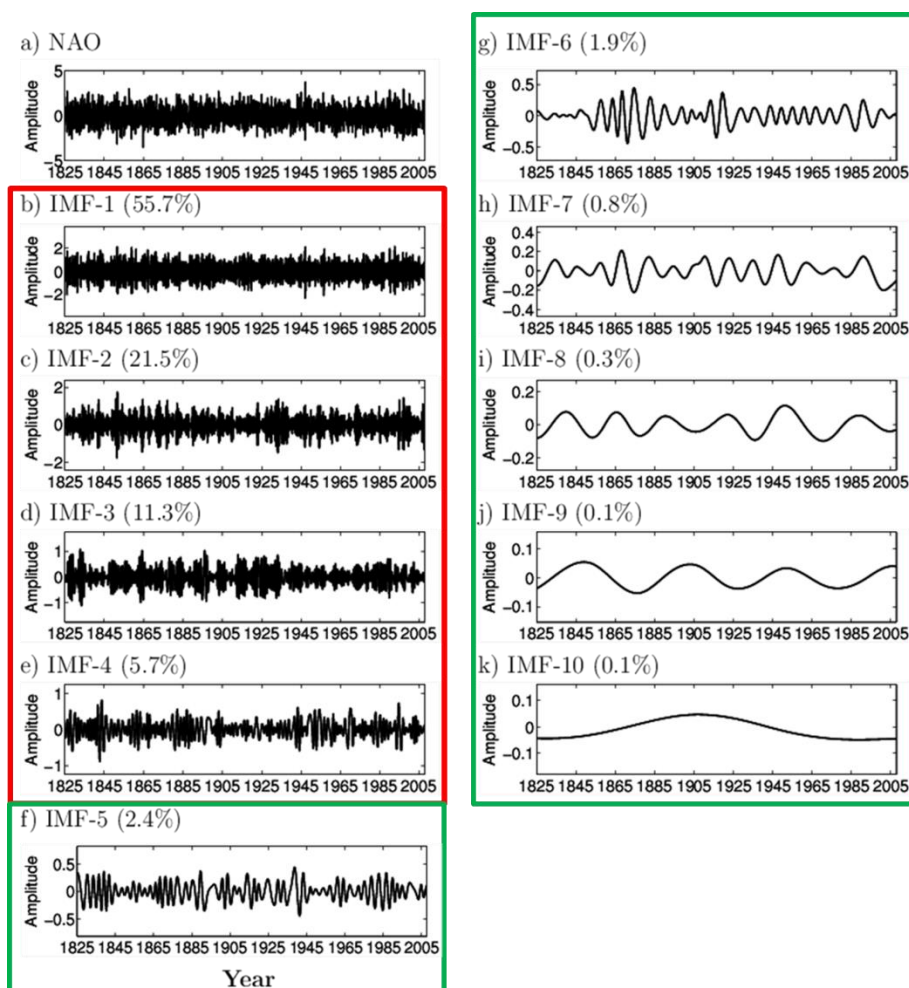 a) NAO
Amplitude
5
0
−5
1825 1845 1865 1885 1905 1925 1945 1965 1985 2005
b) IMF-1 (55.7%)
Amplitude
2
0
−2
1825 1845 1865 1885 1905 1925 1945 1965 1985 2005
c) IMF-2 (21.5%)
Amplitude
2
0
−2
1825 1845 1865 1885 1905 1925 1945 1965 1985 2005
d) IMF-3 (11.3%)
Amplitude
1
0
−1
1825 1845 1865 1885 1905 1925 1945 1965 1985 2005
e) IMF-4 (5.7%)
Amplitude
1
0
−1
1825 1845 1865 1885 1905 1925 1945 1965 1985 2005
f) IMF-5 (2.4%)
Amplitude
0.5
0
−0.5
1825 1845 1865 1885 1905 1925 1945 1965 1985 2005
Year
g) IMF-6 (1.9%)
Amplitude
0.5
0
−0.5
1825 1845 1865 1885 1905 1925 1945 1965 1985 2005
h) IMF-7 (0.8%)
Amplitude
0.4
0.2
0
−0.2
−0.4
1825 1845 1865 1885 1905 1925 1945 1965 1985 2005
i) IMF-8 (0.3%)
Amplitude
0.2
0
−0.2
1825 1845 1865 1885 1905 1925 1945 1965 1985 2005
j) IMF-9 (0.1%)
Amplitude
0.1
0
−0.1
1825 1845 1865 1885 1905 1925 1945 1965 1985 2005
k) IMF-10 (0.1%)
Amplitude
0.1
0
−0.1
1825 1845 1865 1885 1905 1925 1945 1965 1985 2005